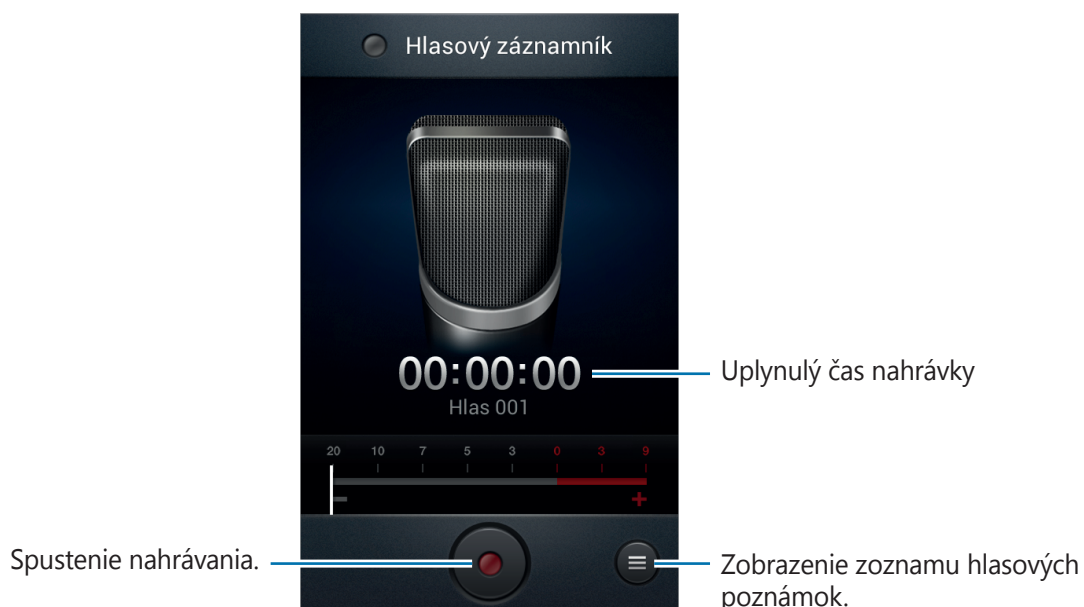 Hlasový záznamník
00:00:00
Uplynulý čas nahrávky
Hlas 001
20 10 7 5 3 0 3 9
Spustenie nahrávania.
Zobrazenie zoznamu hlasových
poznámok.